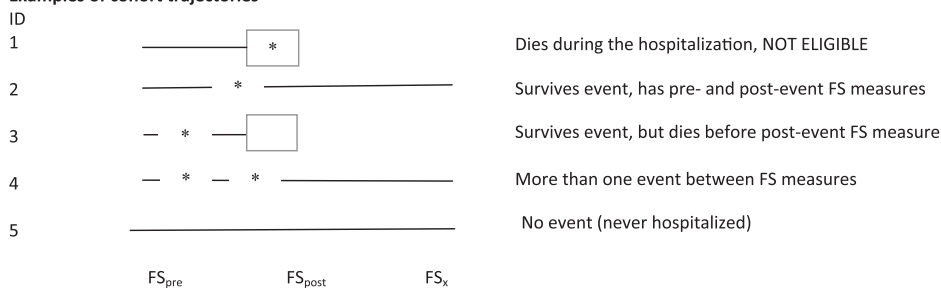 Examples of cohort trajectories
ID
1 * Dies during the hospitalization, NOT ELIGIBLE
2 * Survives event, has pre- and post-event FS measures
3 * Survives event, but dies before post-event FS measure
4 * * More than one event between FS measures
5 No event (never hospitalized)
FSpre FSpost FSx